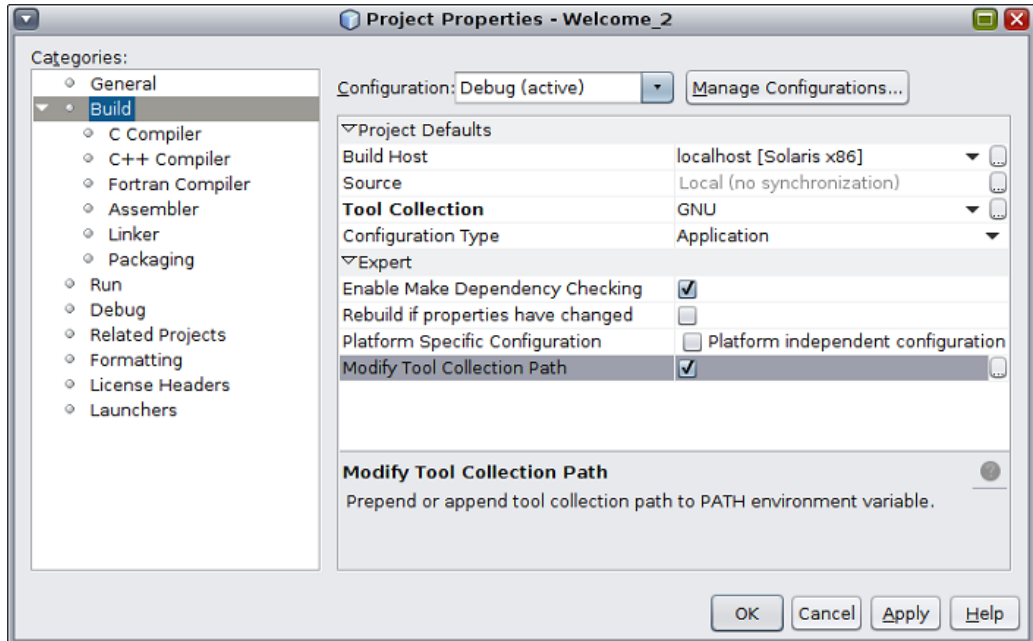 Project Properties - Welcome_2
Categories:
General
Build
C Compiler
C++ Compiler
Fortran Compiler
Assembler
Linker
Packaging
Run
Debug
Related Projects
Formatting
License Headers
Launchers
Configuration: Debug (active) Manage Configurations...
Project Defaults
Build Host localhost [Solaris x86] ...
Source Local (no synchronization) ...
Tool Collection GNU ...
Configuration Type Application
Expert
Enable Make Dependency Checking
Rebuild if properties have changed
Platform Specific Configuration Platform independent configuration
Modify Tool Collection Path ...
Modify Tool Collection Path ?
Prepend or append tool collection path to PATH environment variable.
OK Cancel Apply Help